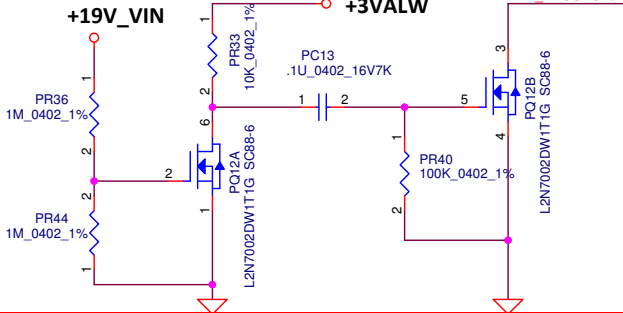 +19V_VIN
+3VALW
1
PR33
10K_0402_1%
2
PC13
.1U_0402_16V7K
1
2
3
5
PQ12B
L2N7002DW1T1G SC88-6
4
1
PR36
1M_0402_1%
2
6
2
PQ12A
L2N7002DW1T1G SC88-6
1
2
PR44
1M_0402_1%
1
1
PR40
100K_0402_1%
2